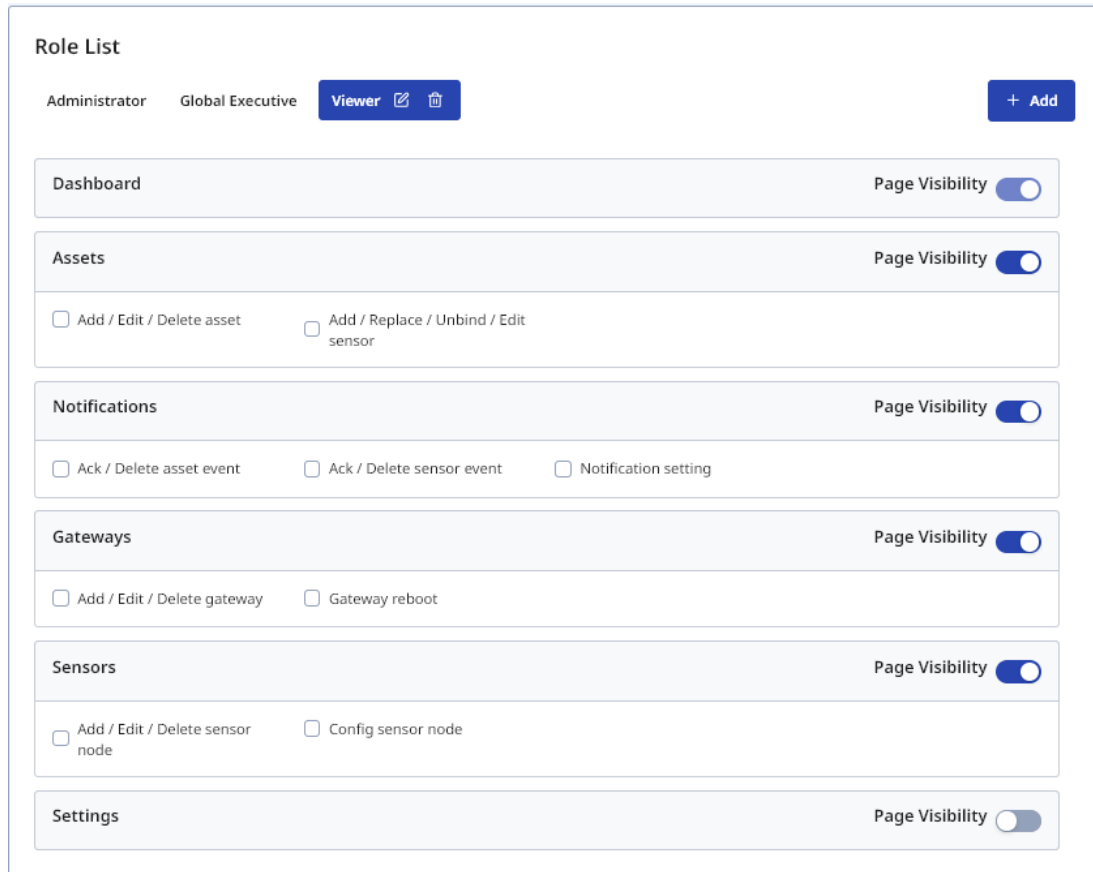 Role List
Administrator Global Executive Viewer + Add
Dashboard Page Visibility
Assets Page Visibility
Add / Edit / Delete asset Add / Replace / Unbind / Edit
sensor
Notifications Page Visibility
Ack / Delete asset event Ack / Delete sensor event Notification setting
Gateways Page Visibility
Add / Edit / Delete gateway Gateway reboot
Sensors Page Visibility
Add / Edit / Delete sensor Config sensor node
node
Settings Page Visibility